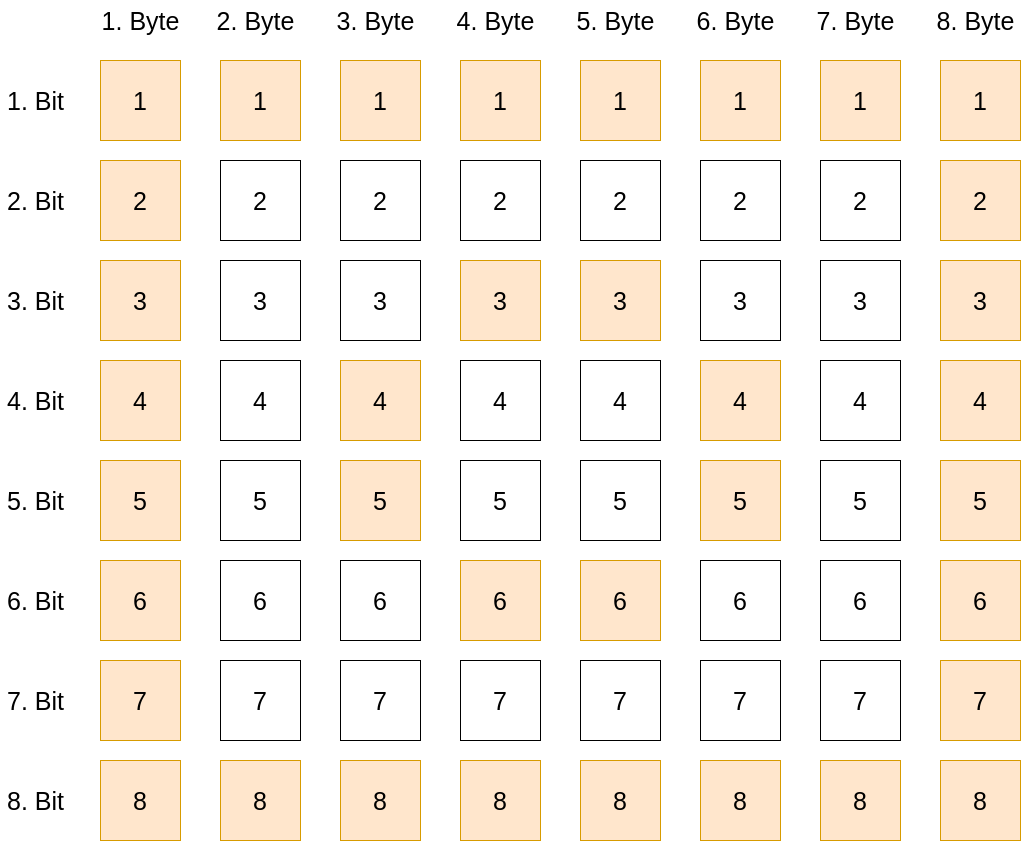 1. Byte 2. Byte 3. Byte 4. Byte 5. Byte 6. Byte 7. Byte 8. Byte
1. Bit 1 1 1 1 1 1 1 1
2. Bit 2 2 2 2 2 2 2 2
3. Bit 3 3 3 3 3 3 3 3
4. Bit 4 4 4 4 4 4 4 4
5. Bit 5 5 5 5 5 5 5 5
6. Bit 6 6 6 6 6 6 6 6
7. Bit 7 7 7 7 7 7 7 7
8. Bit 8 8 8 8 8 8 8 8